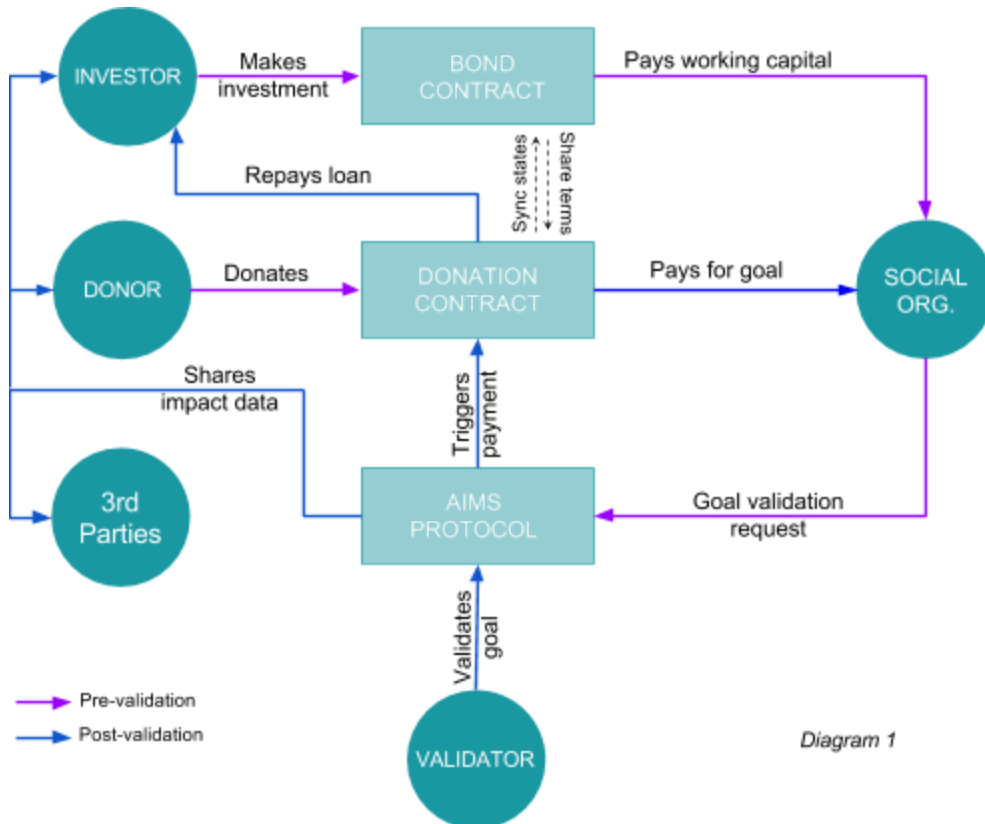 INVESTOR
Makes
investment
BOND
CONTRACT
Pays working capital
Sync states
Share terms
Repays loan
DONOR
Donates
DONATION
CONTRACT
Pays for goal
SOCIAL
ORG.
Shares
impact data
Triggers
payment
3rd
Parties
AIMS
PROTOCOL
Goal validation
request
Validates
goal
Pre-validation
Post-validation
VALIDATOR
Diagram 1